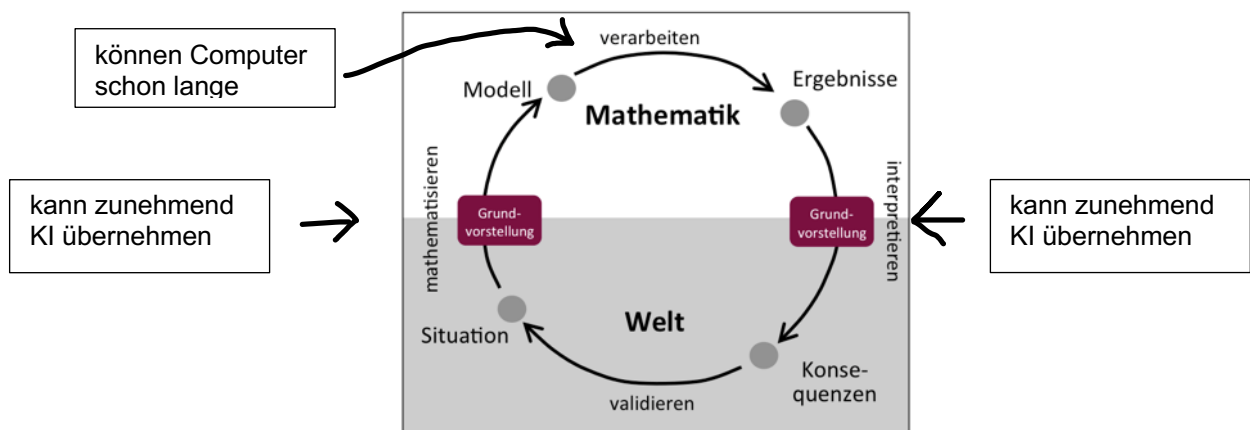 können Computer
schon lange
verarbeiten
Modell
Ergebnisse
Mathematik
mathematisieren
interpretieren
kann zunehmend
KI übernehmen
Grund-
vorstellung
Grund-
vorstellung
kann zunehmend
KI übernehmen
Situation
Welt
Konse-
quenzen
validieren